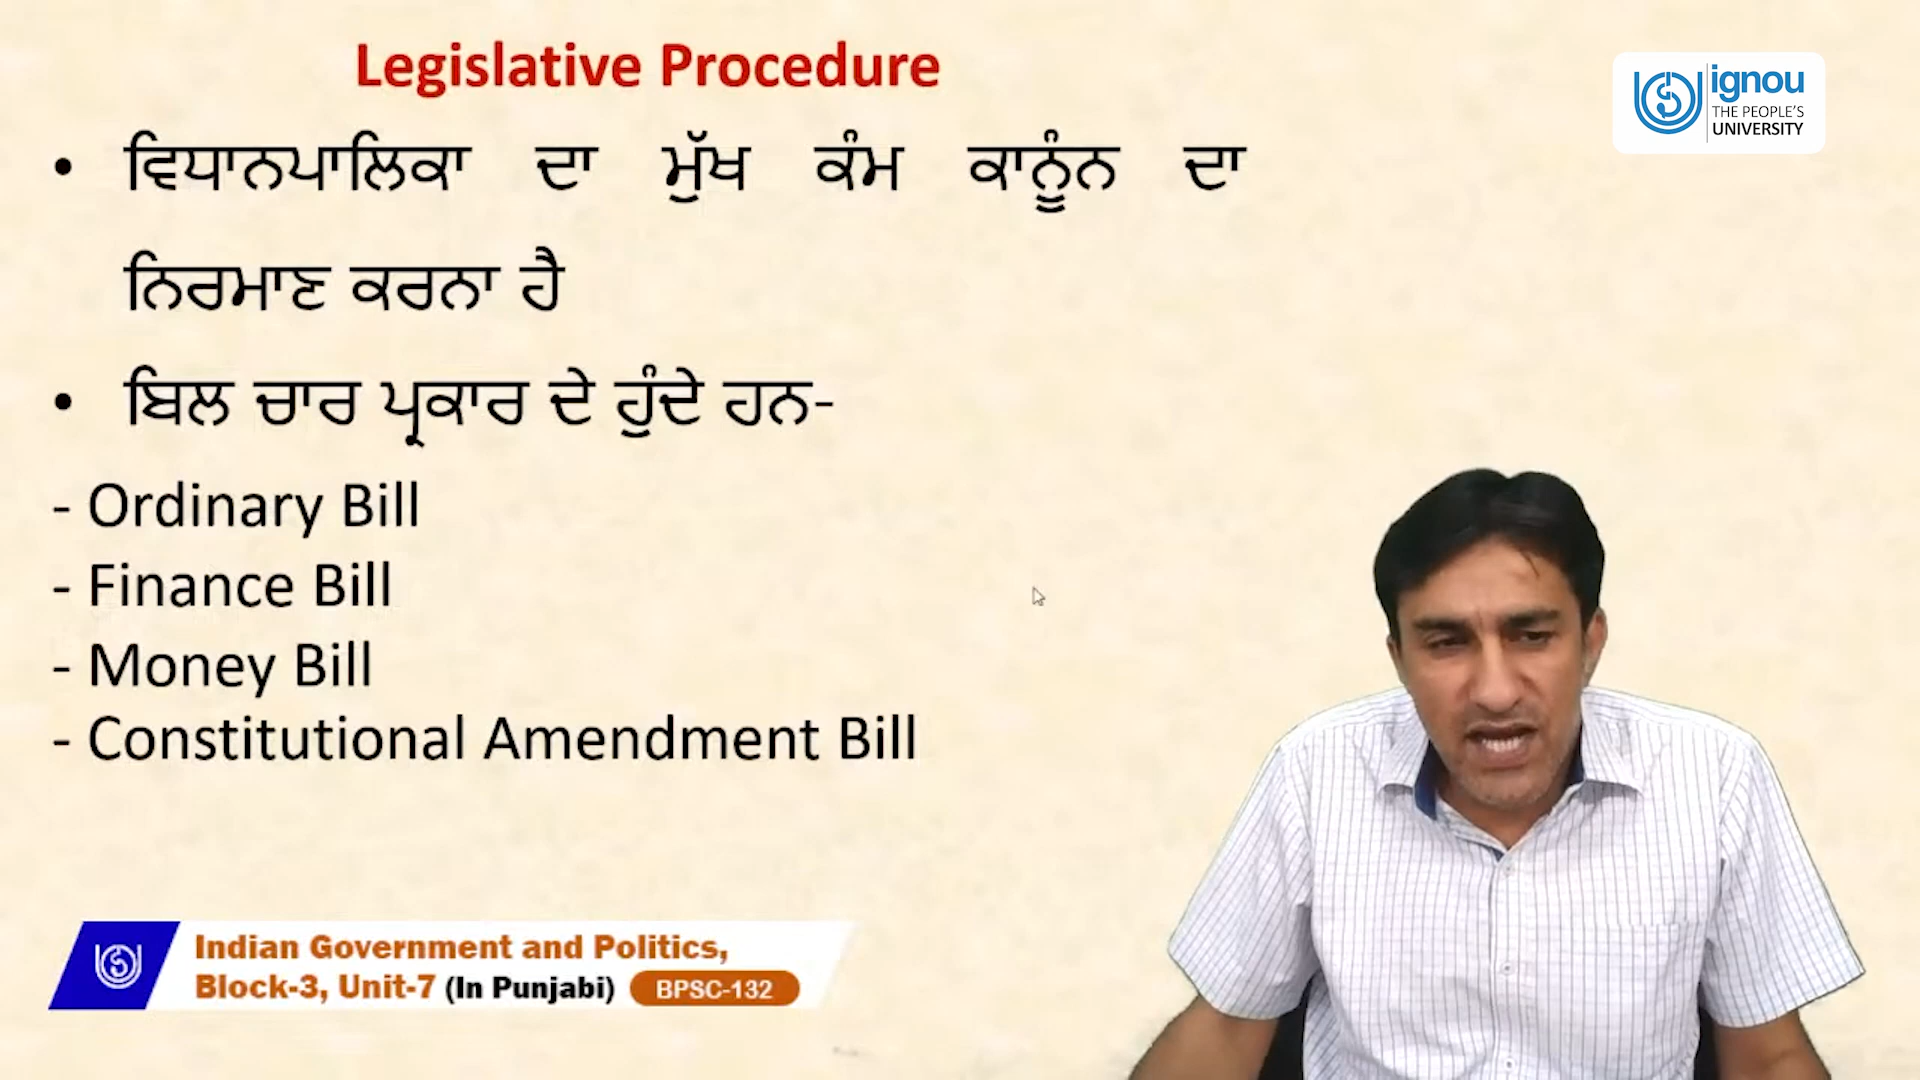 Legislative Procedure
ignou
THE PEOPLE'S
UNIVERSITY
• ਵਿਧਾਨਪਾਲਿਕਾ ਦਾ ਮੁੱਖ ਕੰਮ ਕਾਨੂੰਨ ਦਾ
ਨਿਰਮਾਣ ਕਰਨਾ ਹੈ
• ਬਿਲ ਚਾਰ ਪ੍ਰਕਾਰ ਦੇ ਹੁੰਦੇ ਹਨ-
- Ordinary Bill
- Finance Bill
- Money Bill
- Constitutional Amendment Bill
Indian Government and Politics,
Block-3, Unit-7 (In Punjabi) BPSC-132